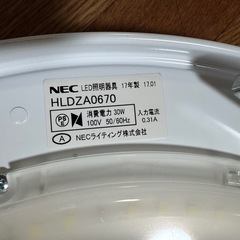 NEC LED照明器具 17年製 17.01
HLDZA0670
消費電力 30W 入力電流
100V 50/60Hz 0.31A
A NECライティング株式会社